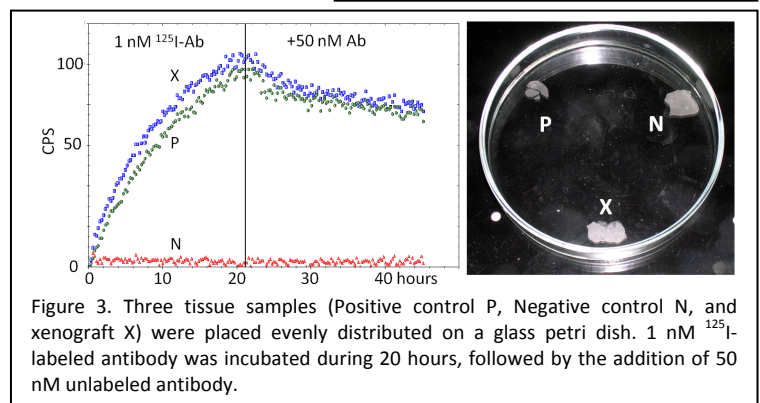 1 nM ¹²⁵I-Ab +50 nM Ab
100
X
CPS
P
50
N
0
0 10 20 30 40 hours
P
N
X
Figure 3. Three tissue samples (Positive control P, Negative control N, and
xenograft X) were placed evenly distributed on a glass petri dish. 1 nM ¹²⁵I-
labeled antibody was incubated during 20 hours, followed by the addition of 50
nM unlabeled antibody.